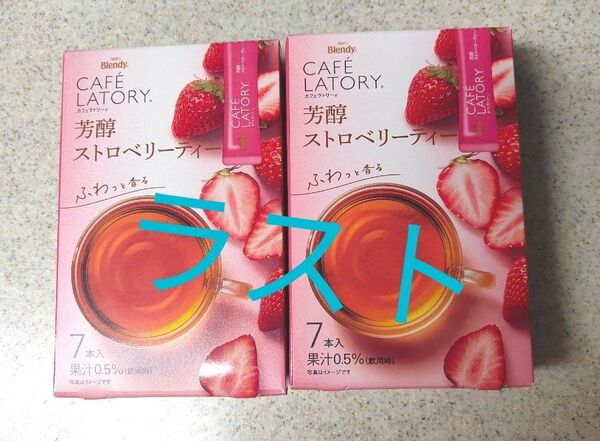 Blendy
CAFÉ
LATORY®
カフェラトリー®
芳醇
ストロベリーティー
ふわっと香る
7本入
果汁0.5%(飲用時)
写真はイメージです
CAFÉ
LATORY
Blendy
CAFÉ
LATORY®
カフェラトリー®
芳醇
ストロベリーティー
ふわっと香る
7本入
果汁0.5%(飲用時)
写真はイメージです
CAFÉ
LATORY
ラスト